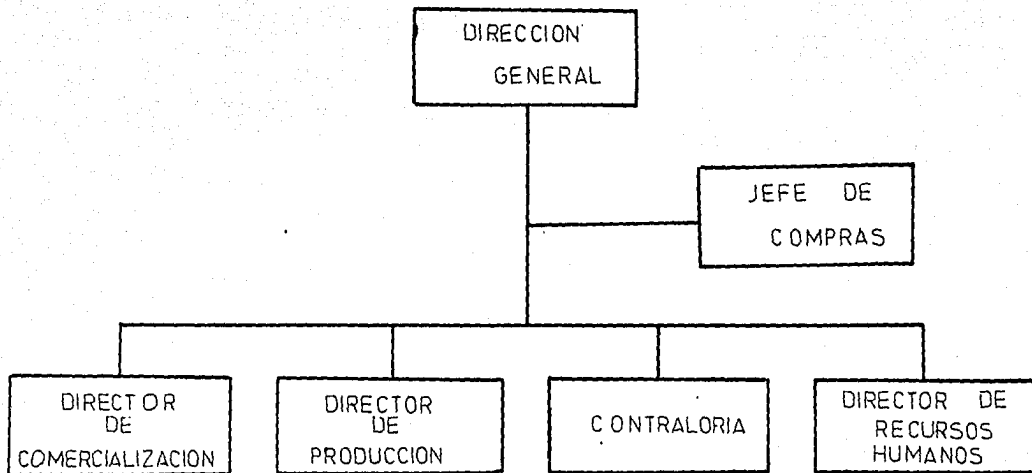 DIRECCION
GENERAL
JEFE DE
COMPRAS
DIRECTOR
DE
COMERCIALIZACION
DIRECTOR
DE
PRODUCCION
CONTRALORIA
DIRECTOR DE
RECURSOS
HUMANOS